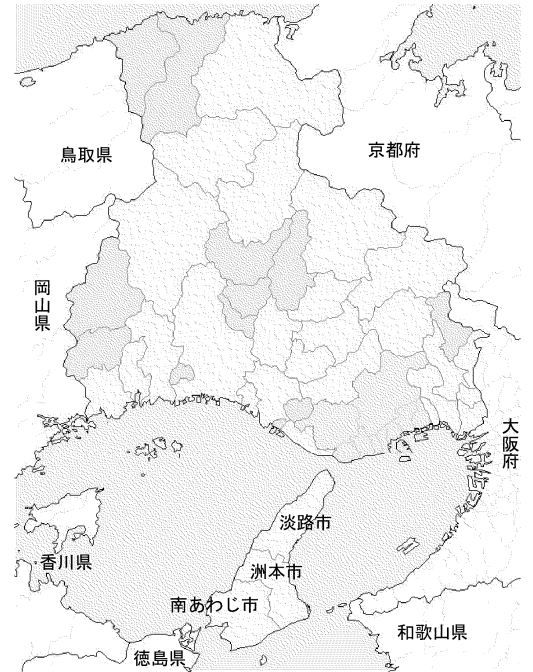 鳥取県
京都府
岡山県
大阪府
淡路市
香川県
洲本市
南あわじ市
和歌山県
徳島県